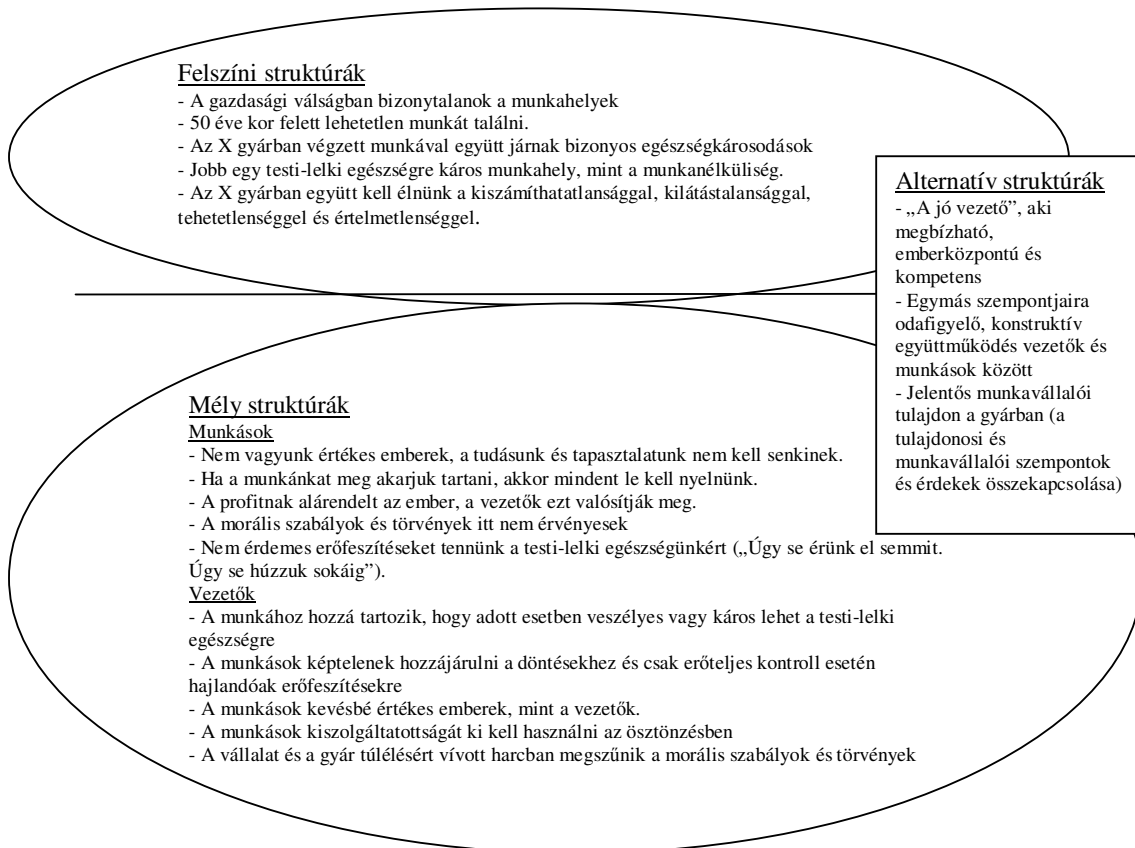 Felszíni struktúrák
- A gazdasági válságban bizonytalanok a munkahelyek
- 50 éve kor felett lehetetlen munkát találni.
- Az X gyárban végzett munkával együtt járnak bizonyos egészségkárosodások
- Jobb egy testi-lelki egészségre káros munkahely, mint a munkanélküliség.
- Az X gyárban együtt kell élnünk a kiszámíthatatlansággal, kilátástalansággal,
tehetetlenséggel és értelmetlenséggel.
Alternatív struktúrák
- „A jó vezető”, aki
megbízható,
emberközpontú és
kompetens
- Egymás szempontjaira
odafigyelő, konstruktív
együttműködés vezetők és
munkások között
- Jelentős munkavállalói
tulajdon a gyárban (a
tulajdonosi és
munkavállalói szempontok
és érdekek összekapcsolása)
Mély struktúrák
Munkások
- Nem vagyunk értékes emberek, a tudásunk és tapasztalatunk nem kell senkinek.
- Ha a munkánkat meg akarjuk tartani, akkor mindent le kell nyelnünk.
- A profitnak alárendelt az ember, a vezetők ezt valósítják meg.
- A morális szabályok és törvények itt nem érvényesek
- Nem érdemes erőfeszítéseket tennünk a testi-lelki egészségünkért („Úgy se érünk el semmit.
Úgy se húzzuk sokáig”).
Vezetők
- A munkához hozzá tartozik, hogy adott esetben veszélyes vagy káros lehet a testi-lelki
egészségre
- A munkások képtelenek hozzájárulni a döntésekhez és csak erőteljes kontroll esetén
hajlandóak erőfeszítésekre
- A munkások kevésbé értékes emberek, mint a vezetők.
- A munkások kiszolgáltatottságát ki kell használni az ösztönzésben
- A vállalat és a gyár túlélésért vívott harcban megszűnik a morális szabályok és törvények